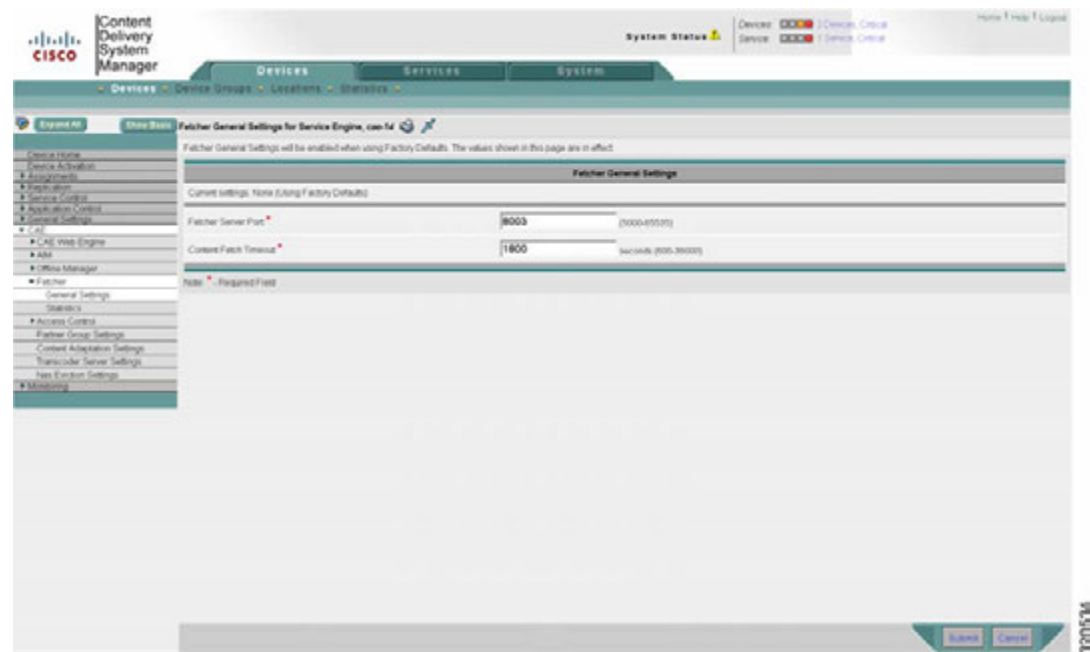 Content
Delivery
System
Manager
CISCO
System Status
Devices: 2 Devices, Critical
Service: 1 Service, Critical
Home | Help | Logout
Devices Services System
Devices Device Groups Locations Statistics
Expand All Show Basic
Fetcher General Settings for Service Engine,
Fetcher General Settings will be enabled when using Factory Defaults. The values shown in this page are in effect
Device Home
Device Activation
Assignments
Replication
Service Control
Application Control
General Settings
CAE
CAE Web Engine
AIM
Offline Manager
Fetcher
General Settings
Statistics
Access Control
Partner Group Settings
Content Adaptation Settings
Transcoder Server Settings
Nas Eviction Settings
Monitoring
Fetcher General Settings
Current settings: None (Using Factory Defaults)
Fetcher Server Port: * (5000-65535)
Content Fetch Timeout: * 1800 seconds (600-36000)
Note: * - Required Field
Submit Cancel